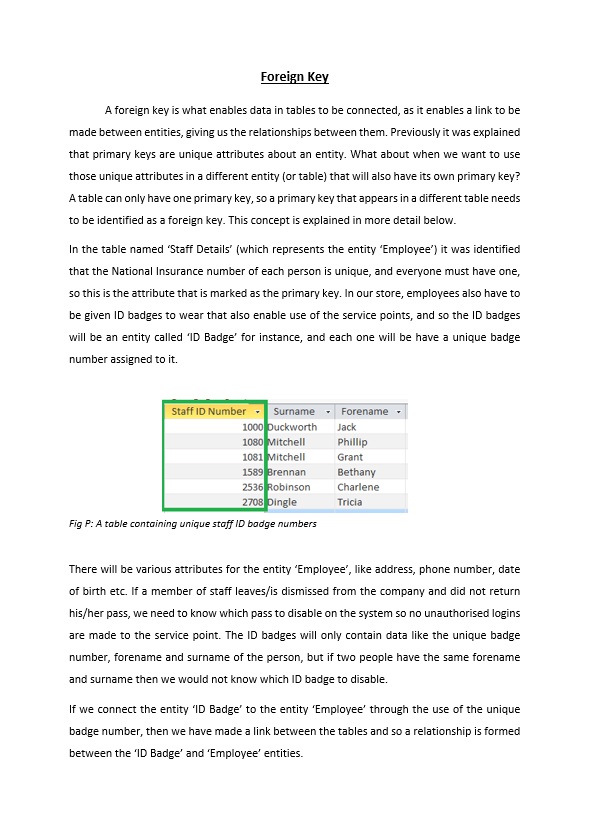 Foreign Key
A foreign key is what enables data in tables to be connected, as it enables a link to be
made between entities, giving us the relationships between them. Previously it was explained
that primary keys are unique attributes about an entity. What about when we want to use
those unique attributes in a different entity (or table) that will also have its own primary key?
A table can only have one primary key, so a primary key that appears in a different table needs
to be identified as a foreign key. This concept is explained in more detail below.
In the table named ‘Staff Details’ (which represents the entity ‘Employee’) it was identified
that the National Insurance number of each person is unique, and everyone must have one,
so this is the attribute that is marked as the primary key. In our store, employees also have to
be given ID badges to wear that also enable use of the service points, and so the ID badges
will be an entity called ‘ID Badge’ for instance, and each one will be have a unique badge
number assigned to it.
Staff ID Number Surname Forename
1000 Duckworth Jack
1080 Mitchell Phillip
1081 Mitchell Grant
1589 Brennan Bethany
2536 Robinson Charlene
2708 Dingle Tricia
Fig P: A table containing unique staff ID badge numbers
There will be various attributes for the entity ‘Employee’, like address, phone number, date
of birth etc. If a member of staff leaves/is dismissed from the company and did not return
his/her pass, we need to know which pass to disable on the system so no unauthorised logins
are made to the service point. The ID badges will only contain data like the unique badge
number, forename and surname of the person, but if two people have the same forename
and surname then we would not know which ID badge to disable.
If we connect the entity ‘ID Badge’ to the entity ‘Employee’ through the use of the unique
badge number, then we have made a link between the tables and so a relationship is formed
between the ‘ID Badge’ and ‘Employee’ entities.